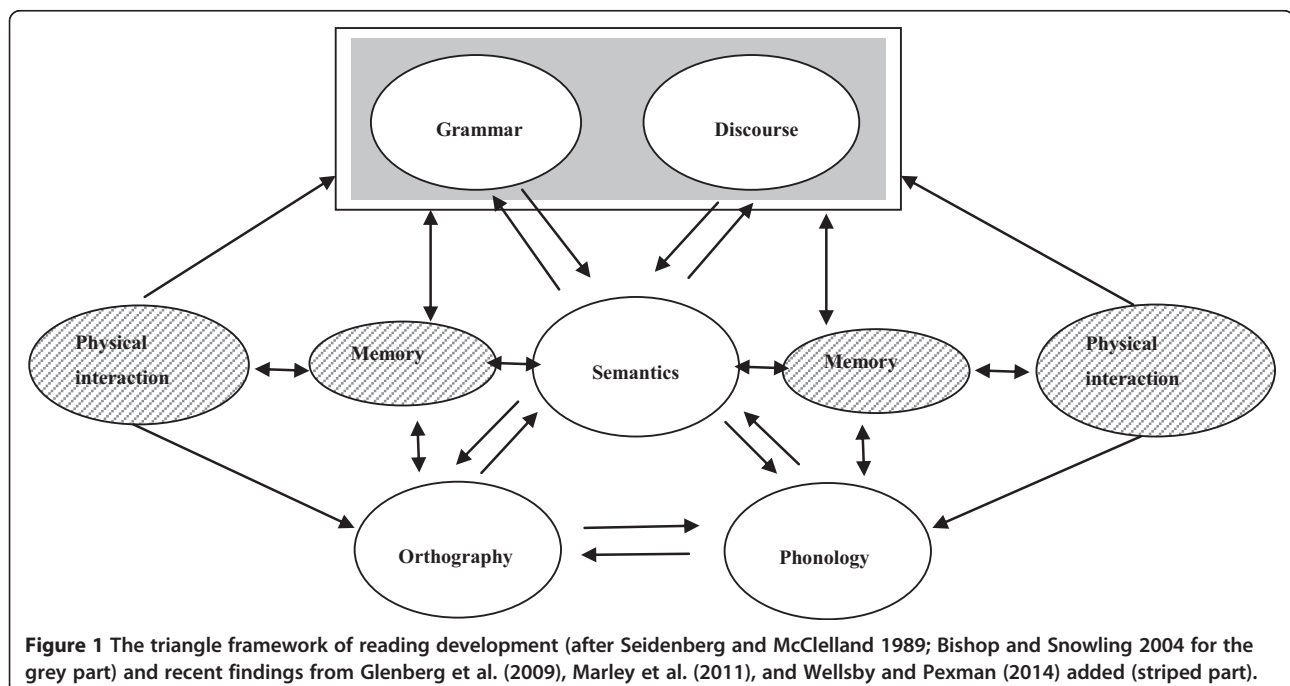 Grammar
Discourse
Physical
interaction
Memory
Semantics
Memory
Physical
interaction
Orthography
Phonology
Figure 1 The triangle framework of reading development (after Seidenberg and McClelland 1989; Bishop and Snowling 2004 for the
grey part) and recent findings from Glenberg et al. (2009), Marley et al. (2011), and Wellsby and Pexman (2014) added (striped part).